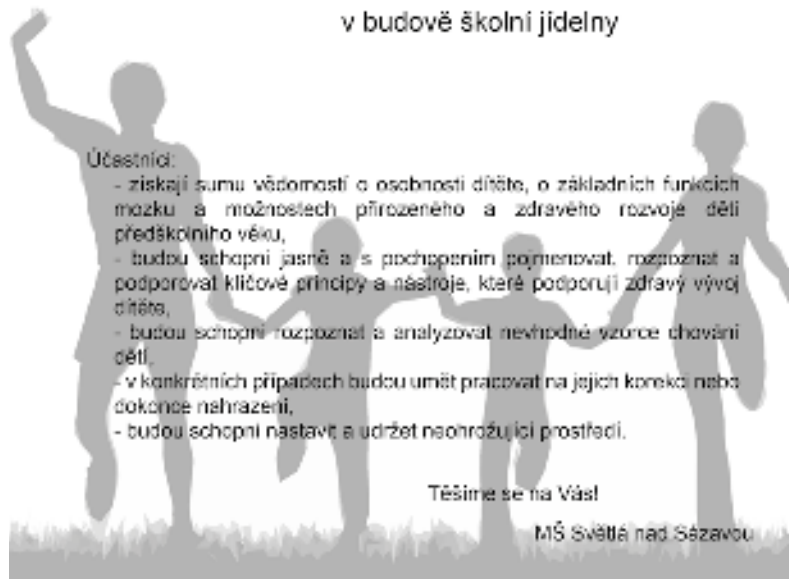 v budově školní jídelny
Účastníci:
- získají sumu vědomostí o osobnosti dítěte, o základních funkcích
mozku a možnostech přirozeného a zdravého rozvoje dětí
předškolního věku,
- budou schopni jasně a s pochopením pojmenovat, rozpoznat a
podporovat klíčové principy a nástroje, které podporují zdravý vývoj
dítěte,
- budou schopni rozpoznat a analyzovat nevhodné vzorce chování
dětí,
- v konkrétních případech budou umět pracovat na jejich korekci nebo
dokonce nahrazení,
- budou schopni nastavit a udržet neohrožující prostředí.
Těšíme se na Vás!
MŠ Světlá nad Sázavou